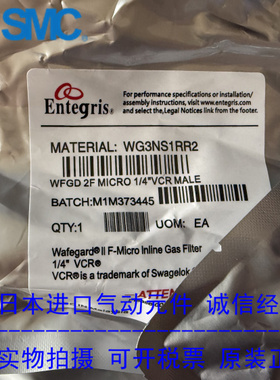 SMC
For performance specifications or installation/
assembly instructions, visit
entegris.com and select
the Legal Notices link from the footer.
Entegris
MATERIAL: WG3NS1RR2
WFGD 2F MICRO 1/4"VCR MALE
BATCH:M1M373445
QTY:1 UOM: EA
Wafegard® II F-Micro Inline Gas Filter
1/4" VCR®
VCR® is a trademark of Swagelok
ATTEN
日本进口气动元件 诚信经
实物拍摄 可开票 原装正